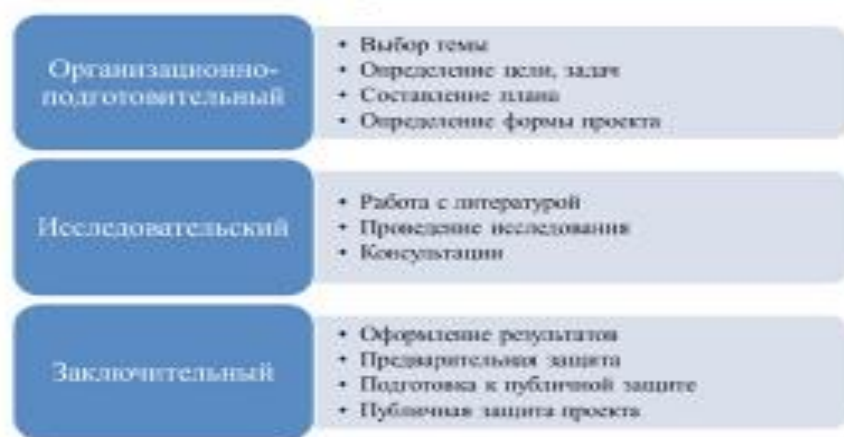 Организационно-
подготовительный
• Выбор темы
• Определение цели, задач
• Составление плана
• Определение формы проекта
Исследовательский
• Работа с литературой
• Проведение исследования
• Консультации
Заключительный
• Оформление результатов
• Предварительная защита
• Подготовка к публичной защите
• Публичная защита проекта